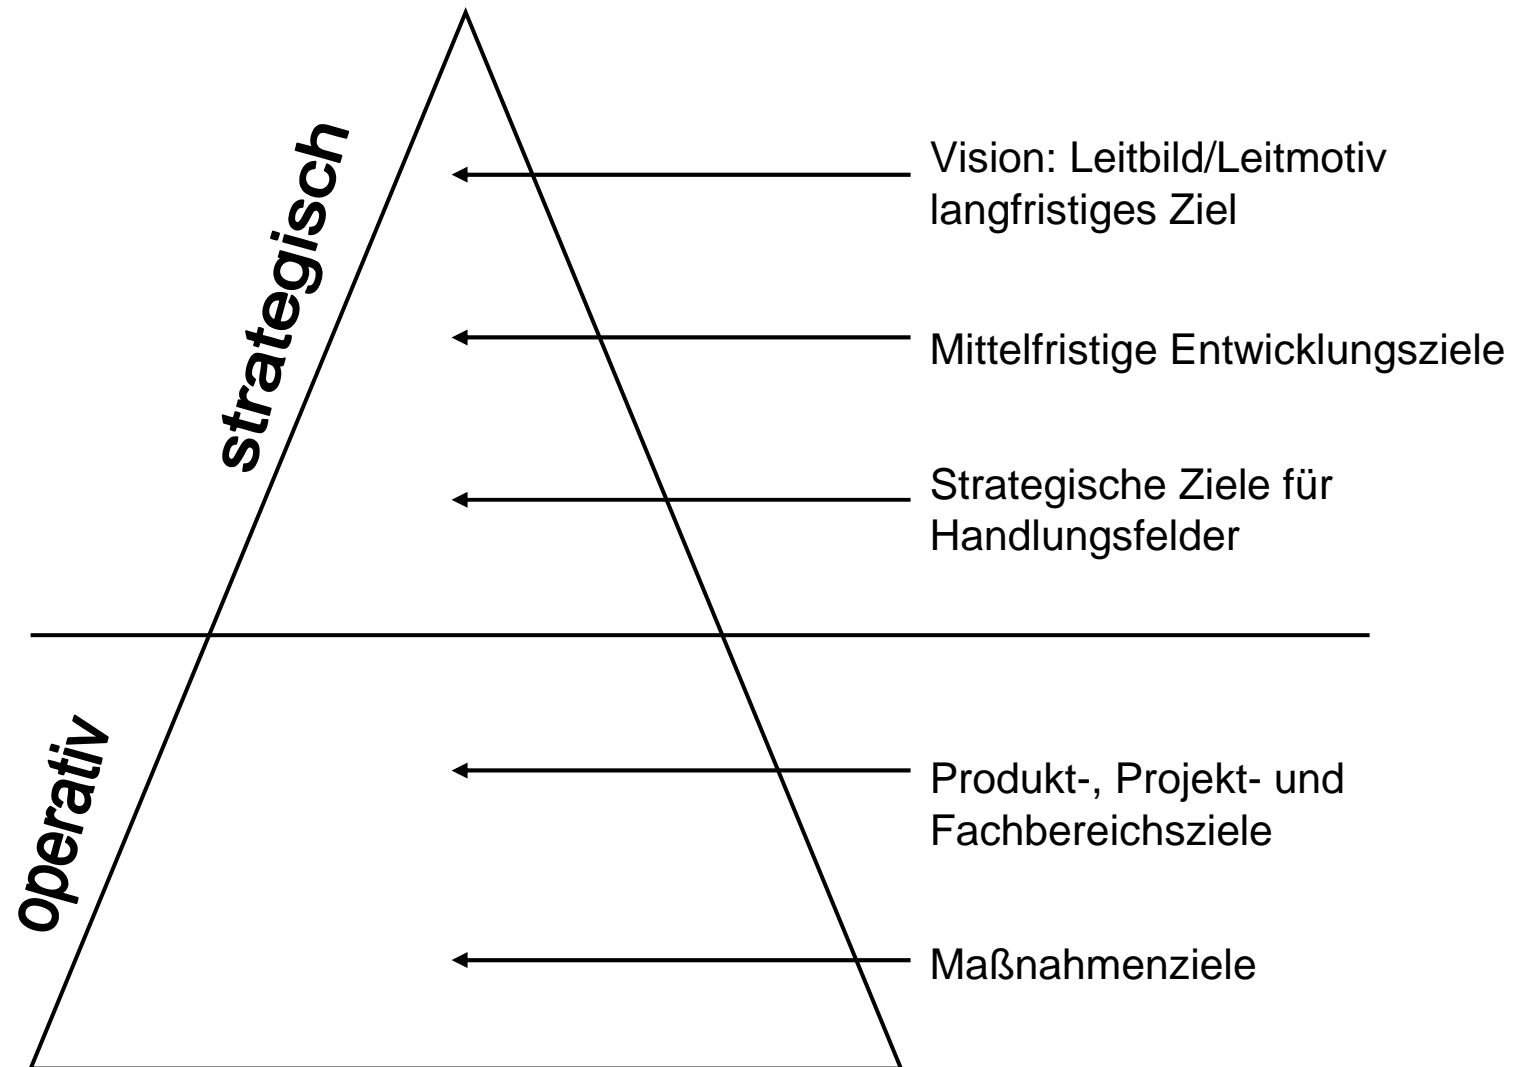 strategisch
Vision: Leitbild/Leitmotiv
langfristiges Ziel
Mittelfristige Entwicklungsziele
Strategische Ziele für
Handlungsfelder
operativ
Produkt-, Projekt- und
Fachbereichsziele
Maßnahmenziele